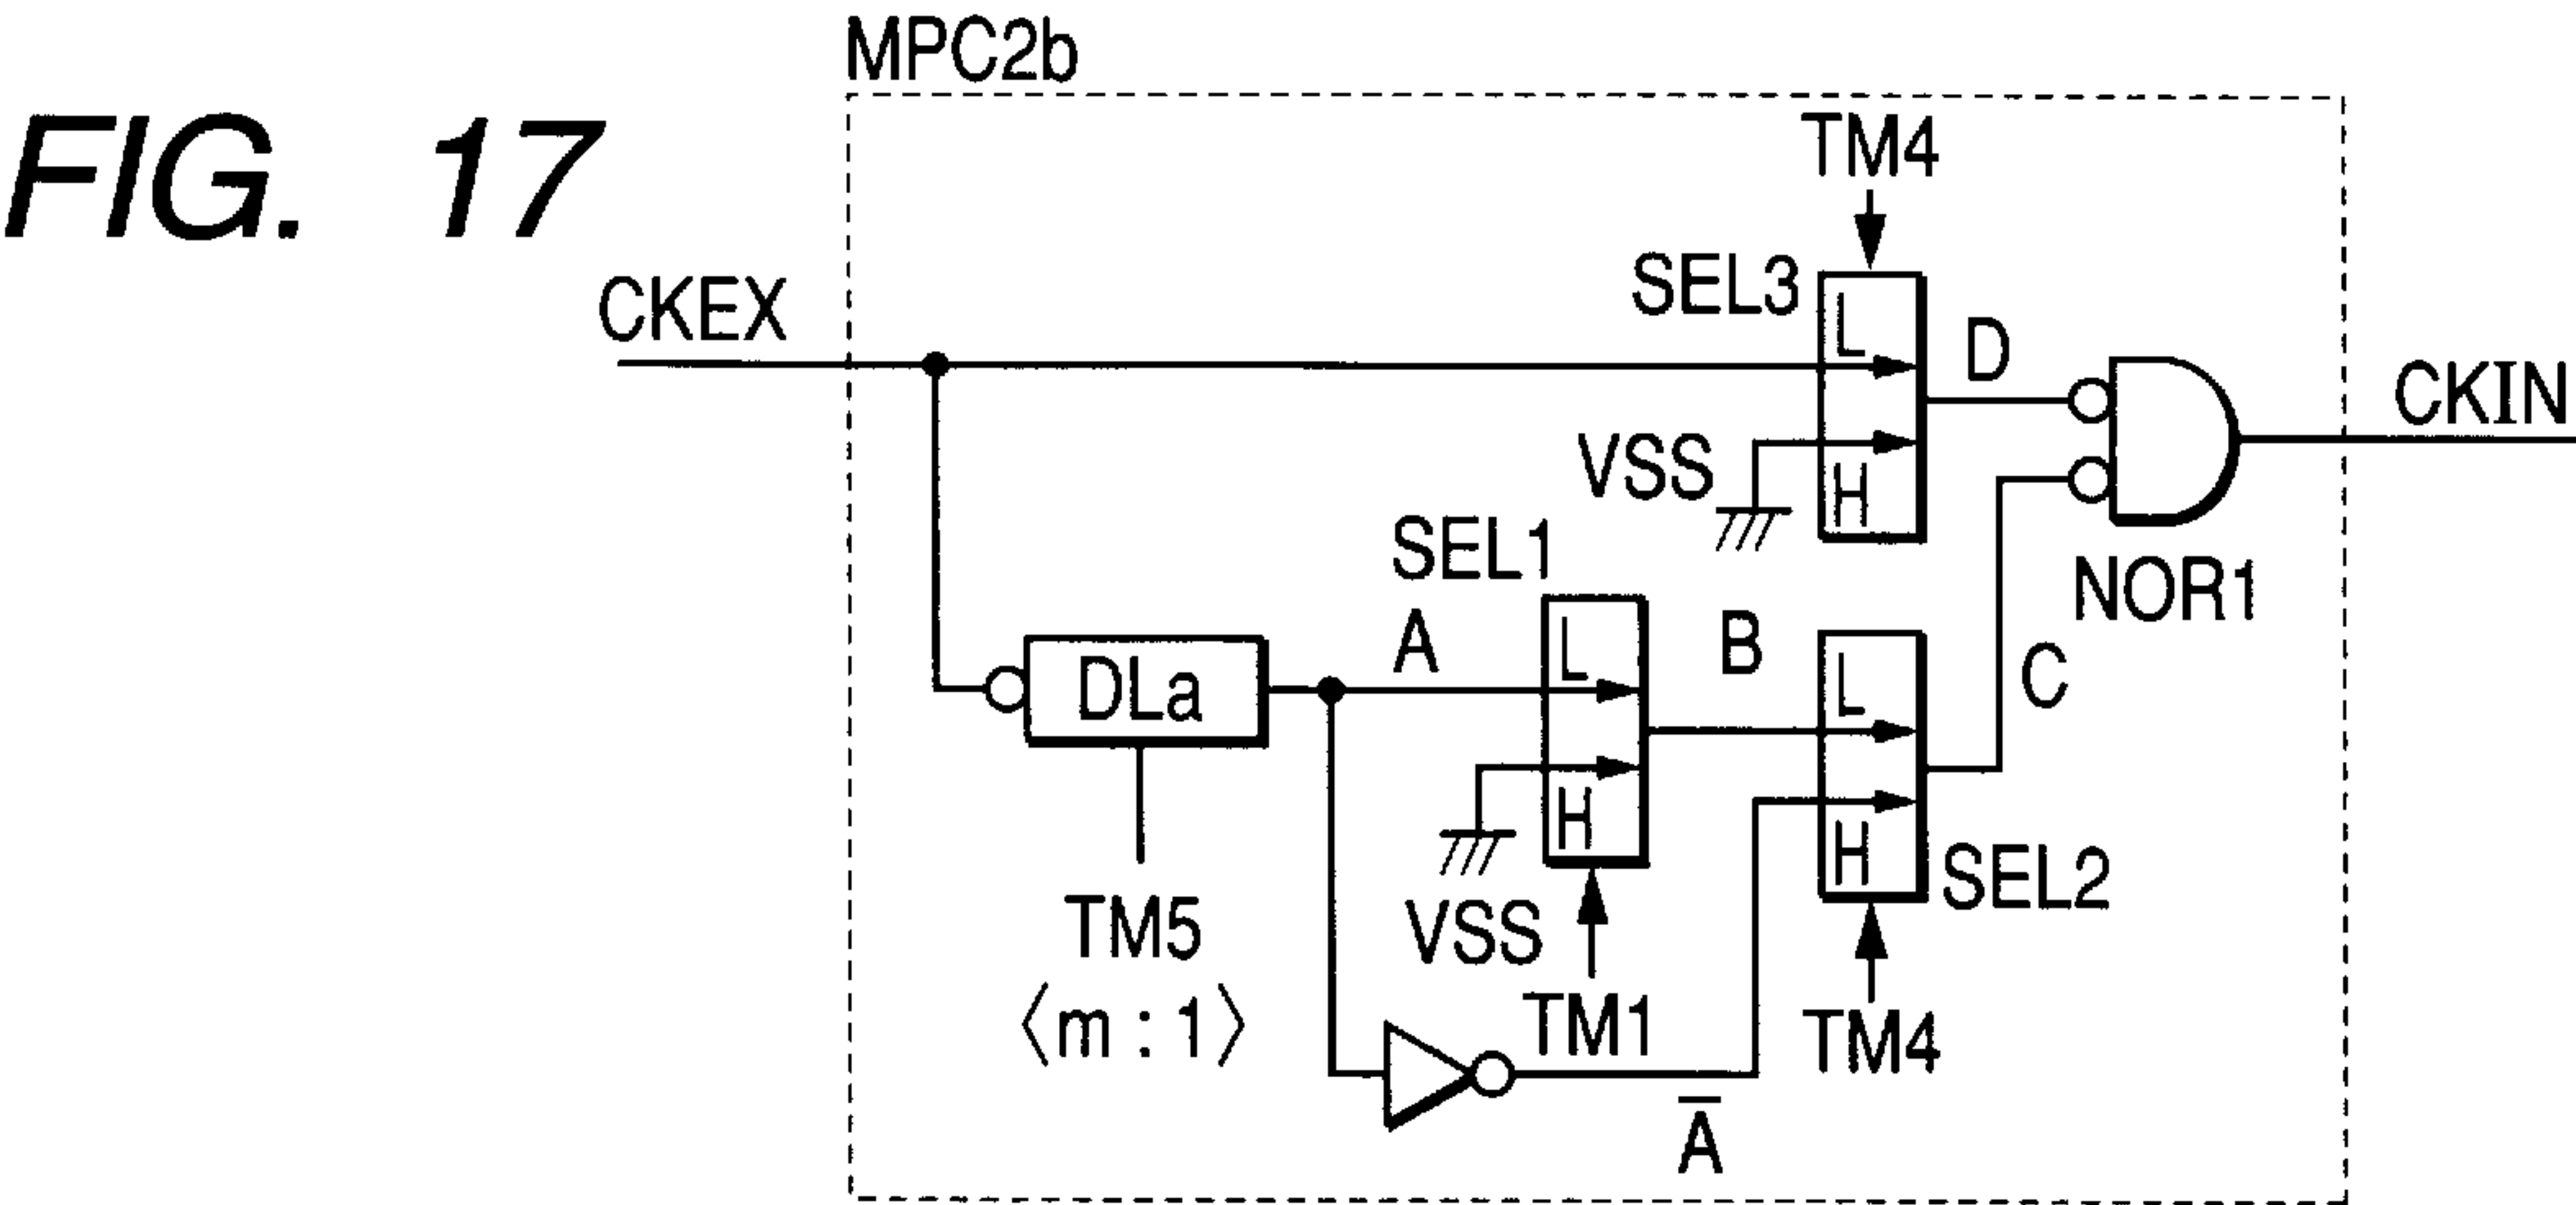 MPC2b
FIG. 17
TM4
SEL3
CKEX
L
D
CKIN
VSS
H
SEL1
NOR1
A
L
B
L
C
DLa
H
H
SEL2
VSS
TM5
TM1
TM4
〈m : 1〉
A̅